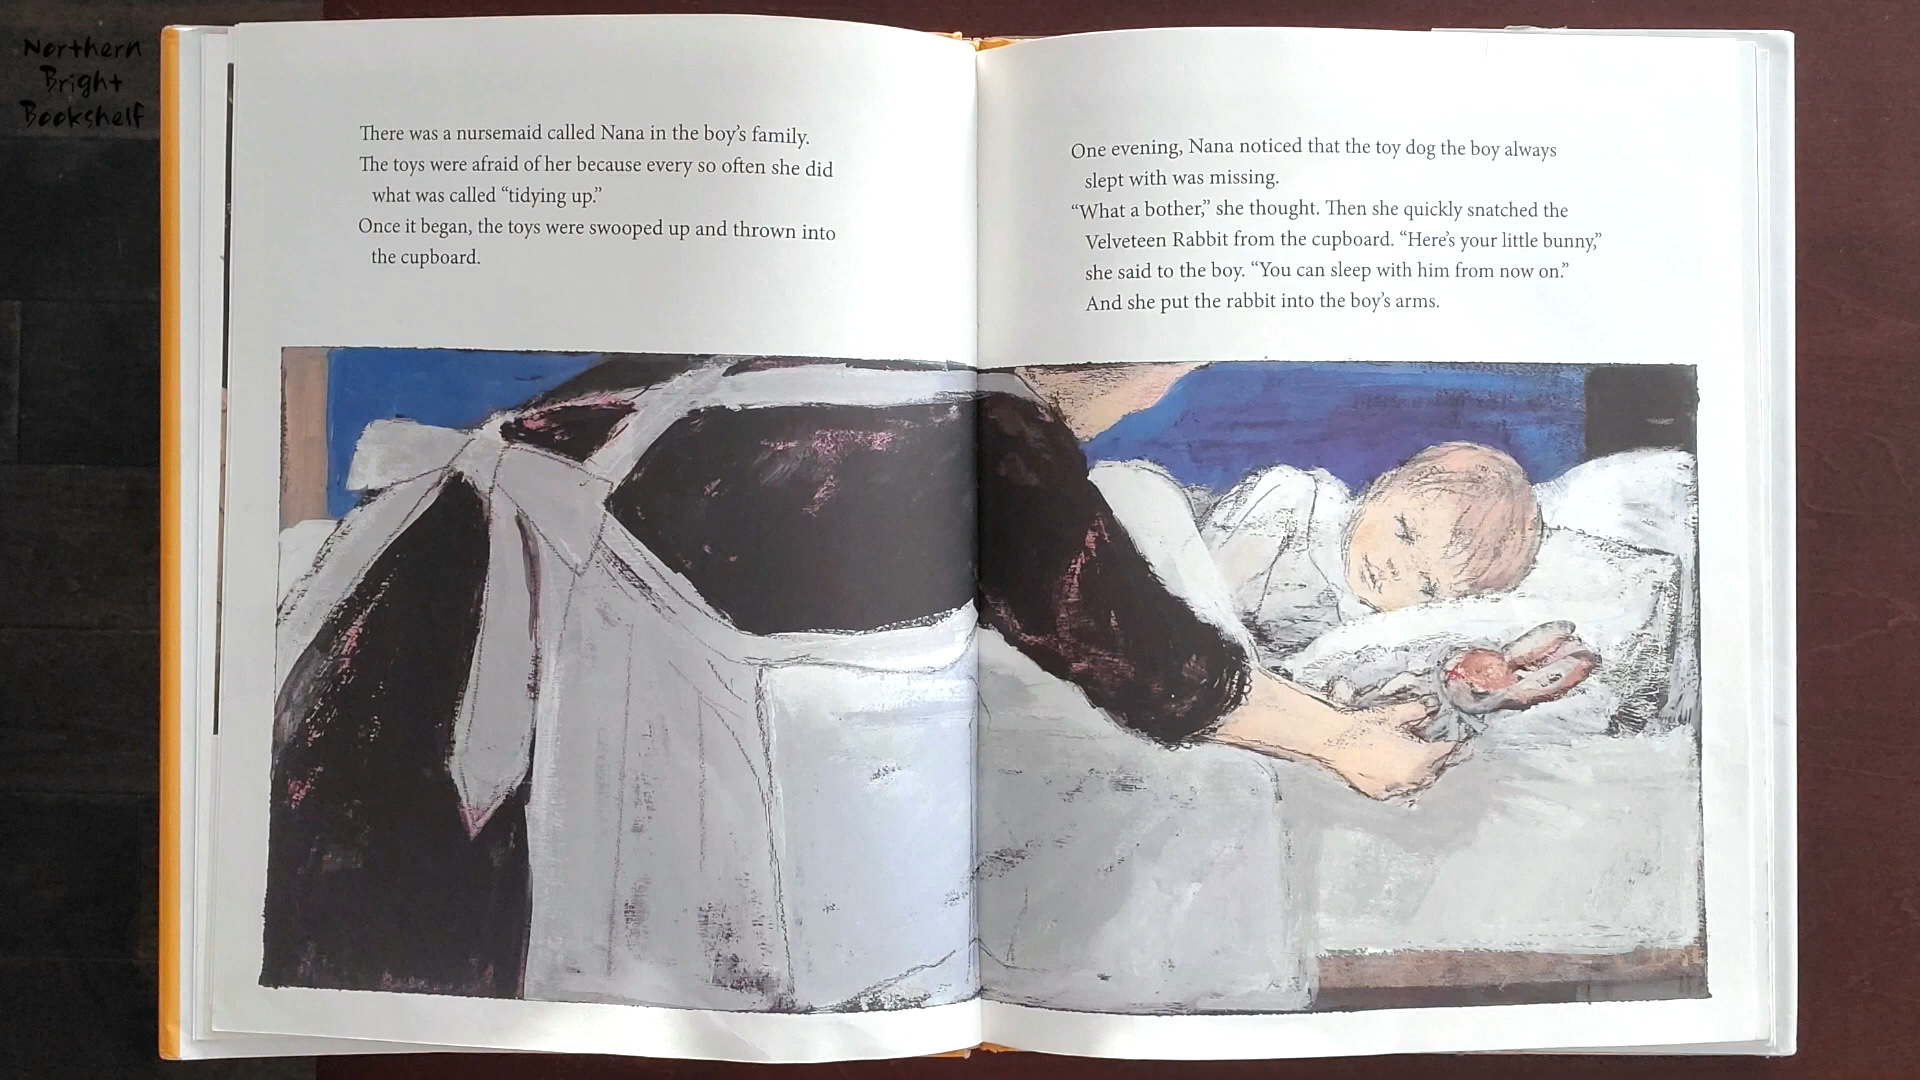 Northern
Bright
Bookshelf
There was a nursemaid called Nana in the boy’s family.
The toys were afraid of her because every so often she did
what was called “tidying up.”
Once it began, the toys were swooped up and thrown into
the cupboard.
One evening, Nana noticed that the toy dog the boy always
slept with was missing.
“What a bother,” she thought. Then she quickly snatched the
Velveteen Rabbit from the cupboard. “Here’s your little bunny,”
she said to the boy. “You can sleep with him from now on.”
And she put the rabbit into the boy’s arms.